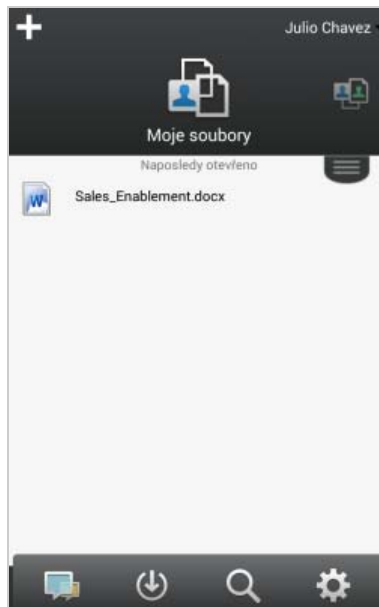 Julio Chavez
Moje soubory
Naposledy otevřeno
Sales_Enablement.docx